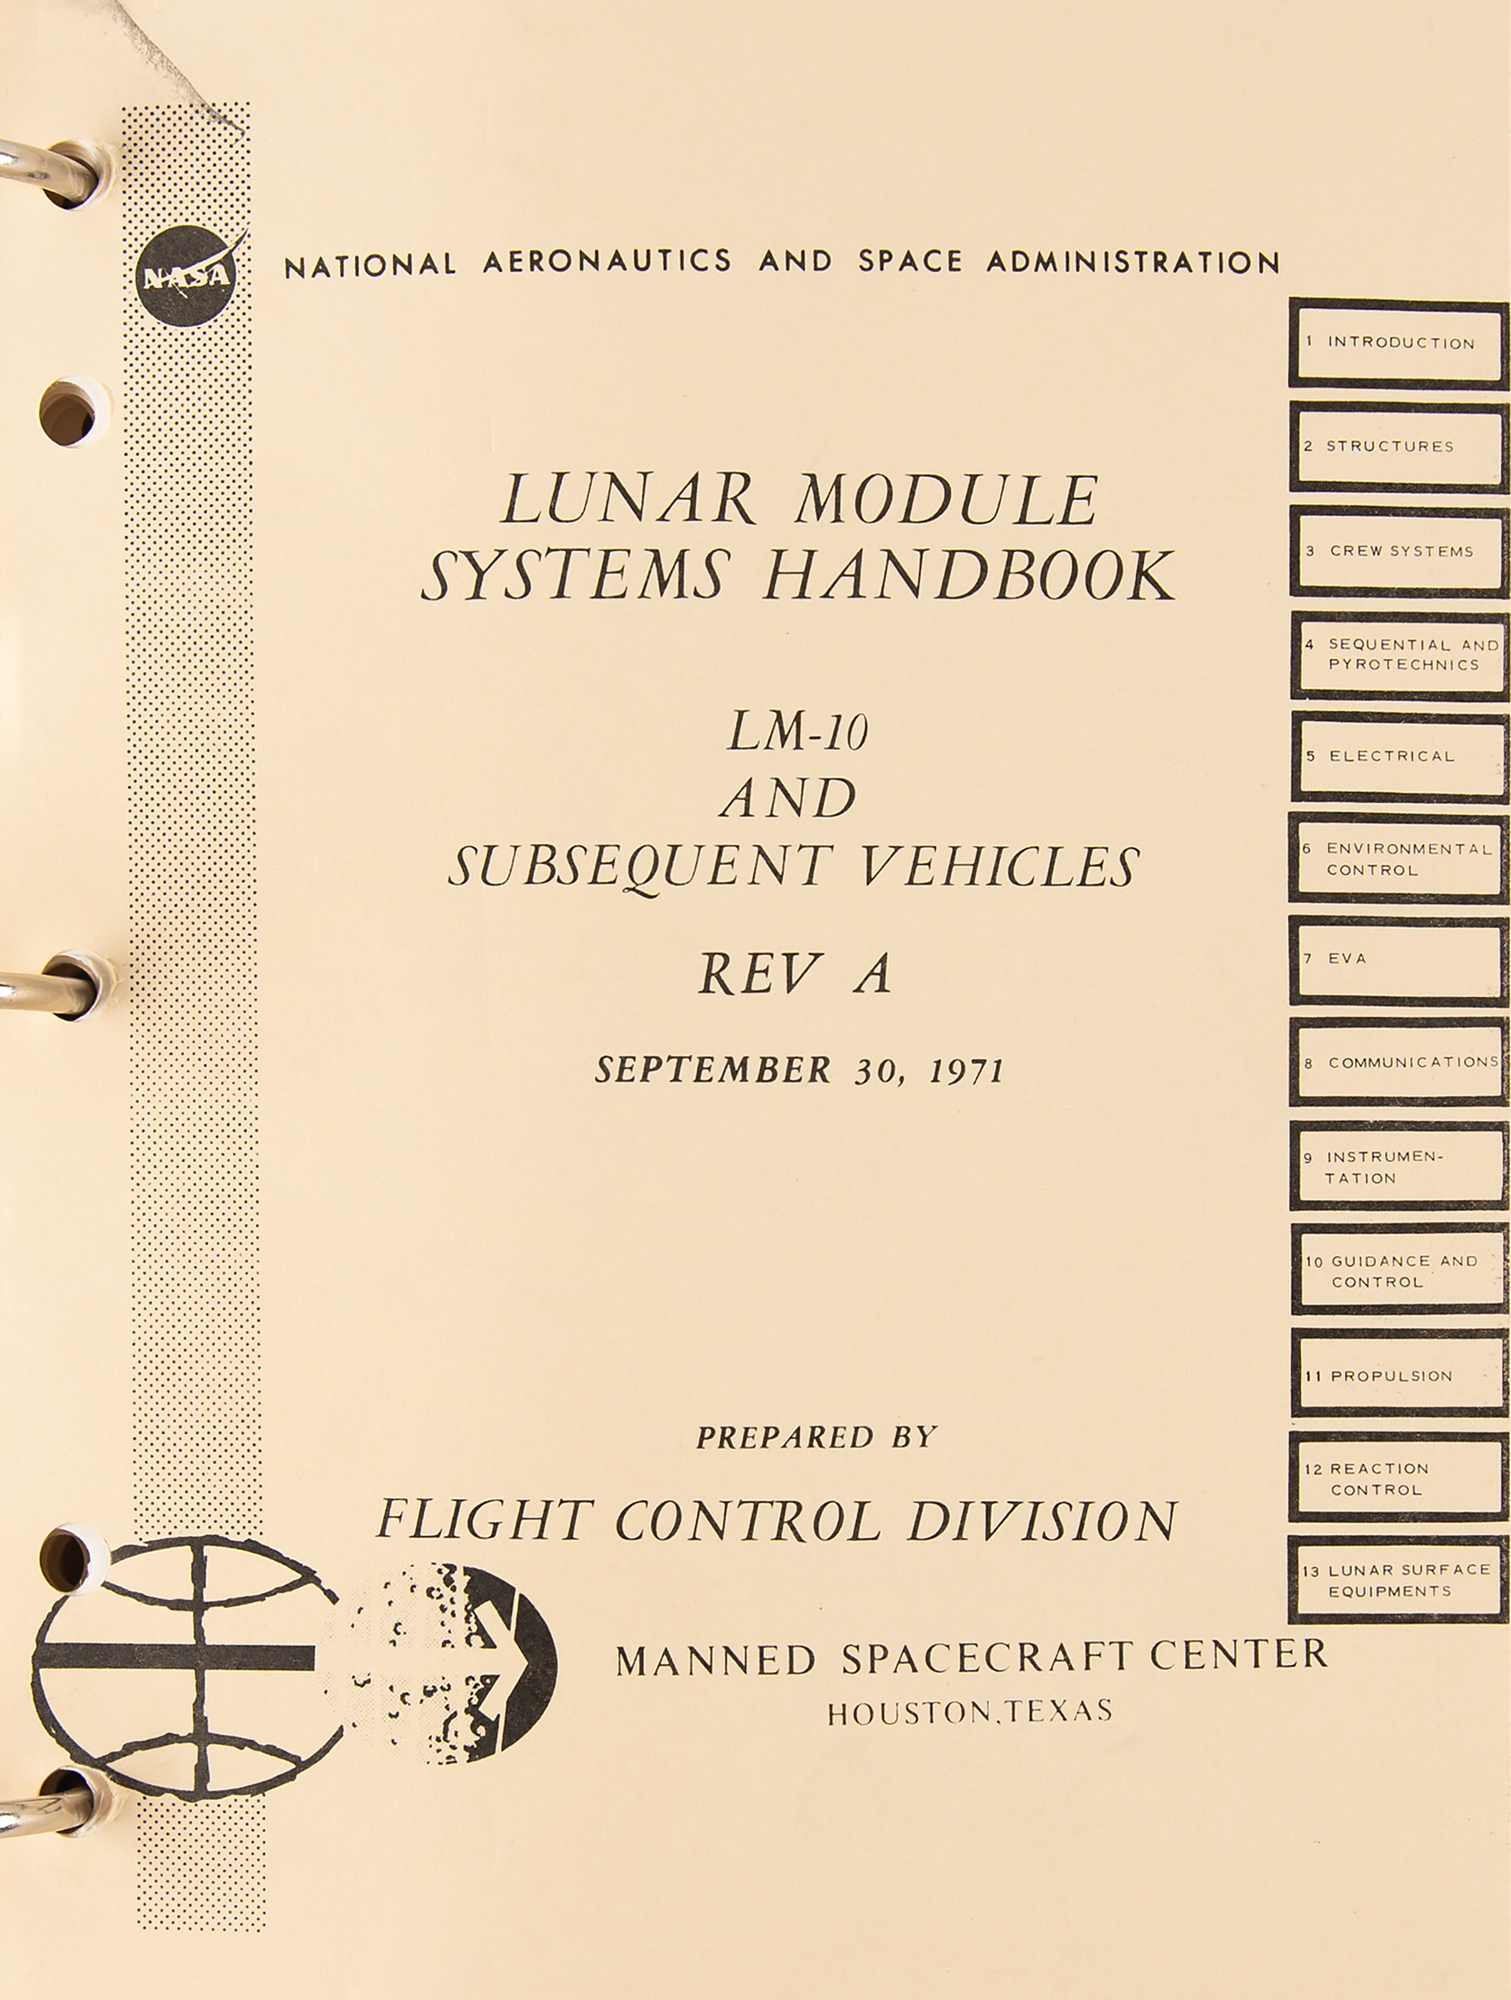 NASA
NATIONAL AERONAUTICS AND SPACE ADMINISTRATION
LUNAR MODULE
SYSTEMS HANDBOOK
LM-10
AND
SUBSEQUENT VEHICLES
REV A
SEPTEMBER 30, 1971
PREPARED BY
FLIGHT CONTROL DIVISION
MANNED SPACECRAFT CENTER
HOUSTON, TEXAS
1 INTRODUCTION
2 STRUCTURES
3 CREW SYSTEMS
4 SEQUENTIAL AND
PYROTECHNICS
5 ELECTRICAL
6 ENVIRONMENTAL
CONTROL
7 EVA
8 COMMUNICATIONS
9 INSTRUMEN-
TATION
10 GUIDANCE AND
CONTROL
11 PROPULSION
12 REACTION
CONTROL
13 LUNAR SURFACE
EQUIPMENTS